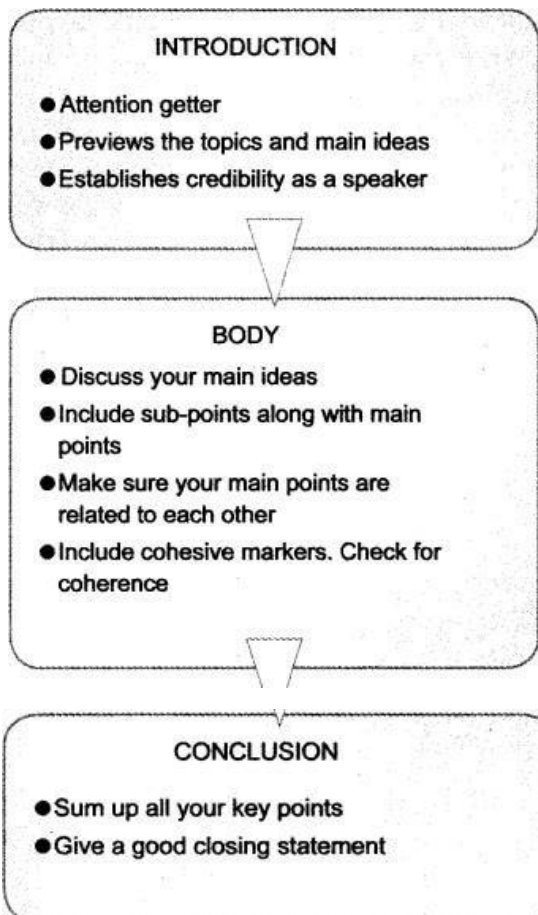 INTRODUCTION
● Attention getter
● Previews the topics and main ideas
● Establishes credibility as a speaker
BODY
● Discuss your main ideas
● Include sub-points along with main
points
● Make sure your main points are
related to each other
● Include cohesive markers. Check for
coherence
CONCLUSION
● Sum up all your key points
● Give a good closing statement